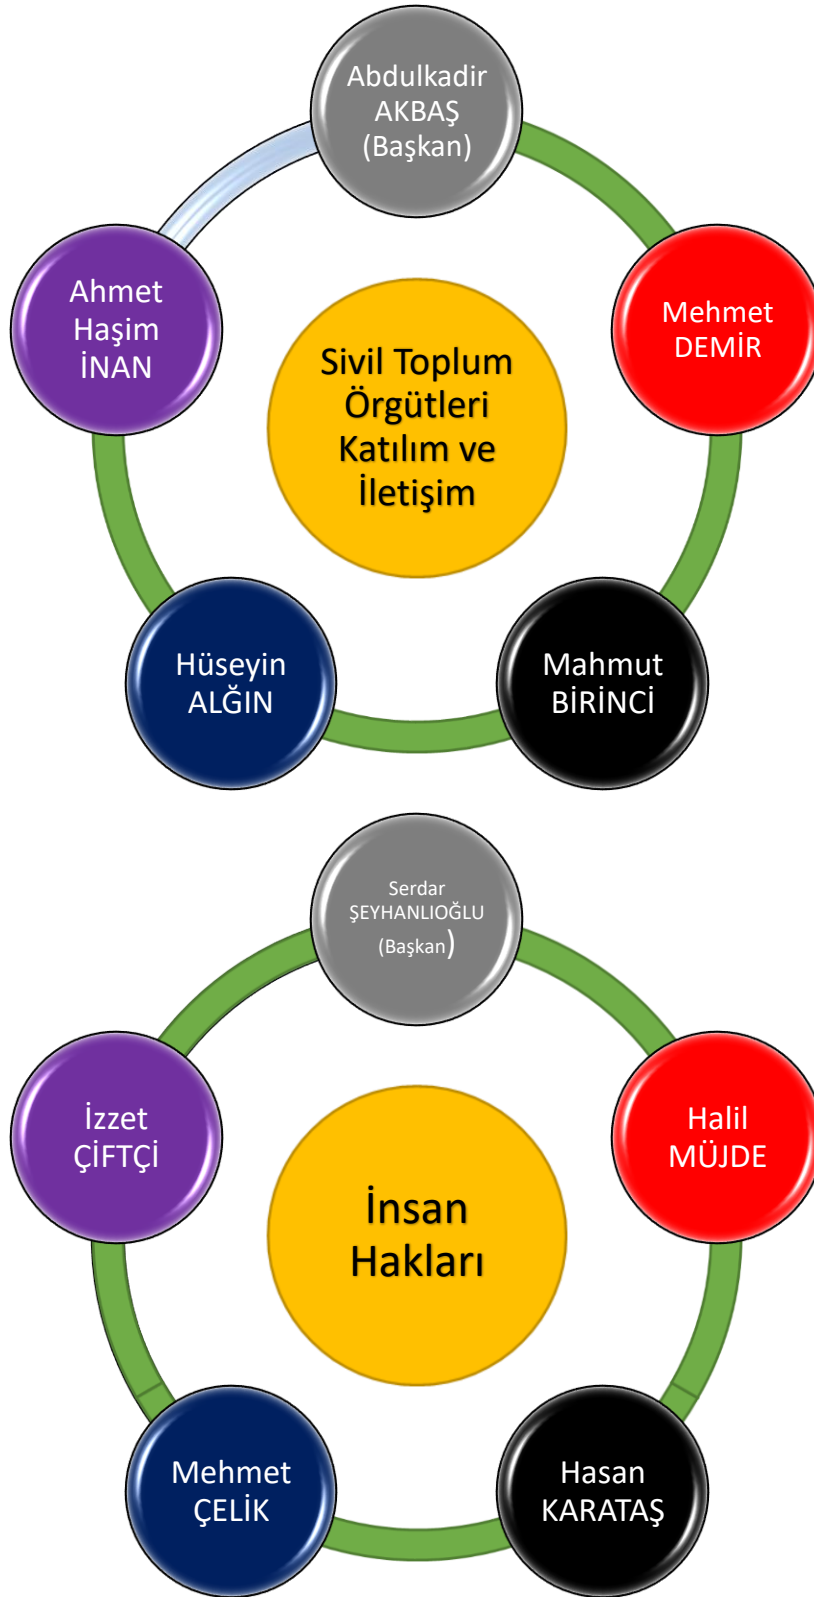 Abdulkadir
AKBAŞ
(Başkan)
Ahmet
Haşim
İNAN
Mehmet
DEMİR
Sivil Toplum
Örgütleri
Katılım ve
İletişim
Hüseyin
ALĞIN
Mahmut
BİRİNCİ
Serdar
ŞEYHANLIOĞLU
(Başkan)
İzzet
ÇİFTÇİ
Halil
MÜJDE
İnsan
Hakları
Mehmet
ÇELİK
Hasan
KARATAŞ